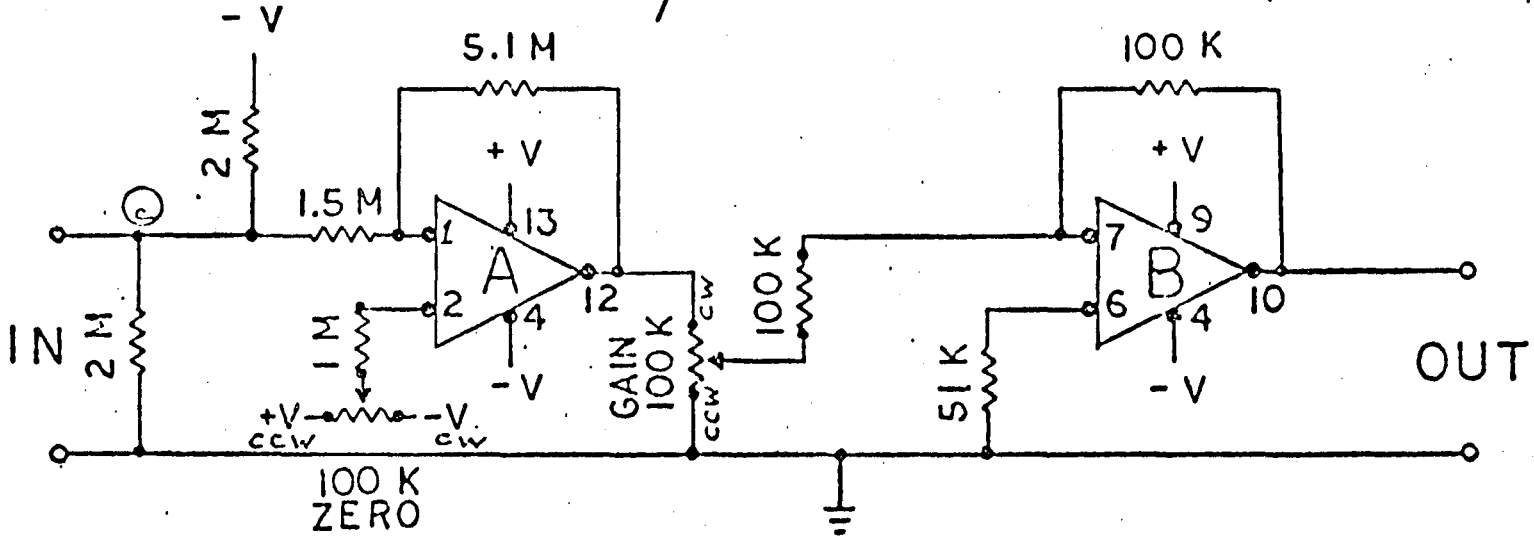 - V
5.1 M
100 K
2 M
+ V
+ V
1.5 M
1
13
7
9
A
B
2
12
6
10
4
4
CW
100 K
IN
2 M
1 M
- V
GAIN
100 K
CCW
51 K
- V
OUT
+V
-V
CCW
CW
100 K
ZERO